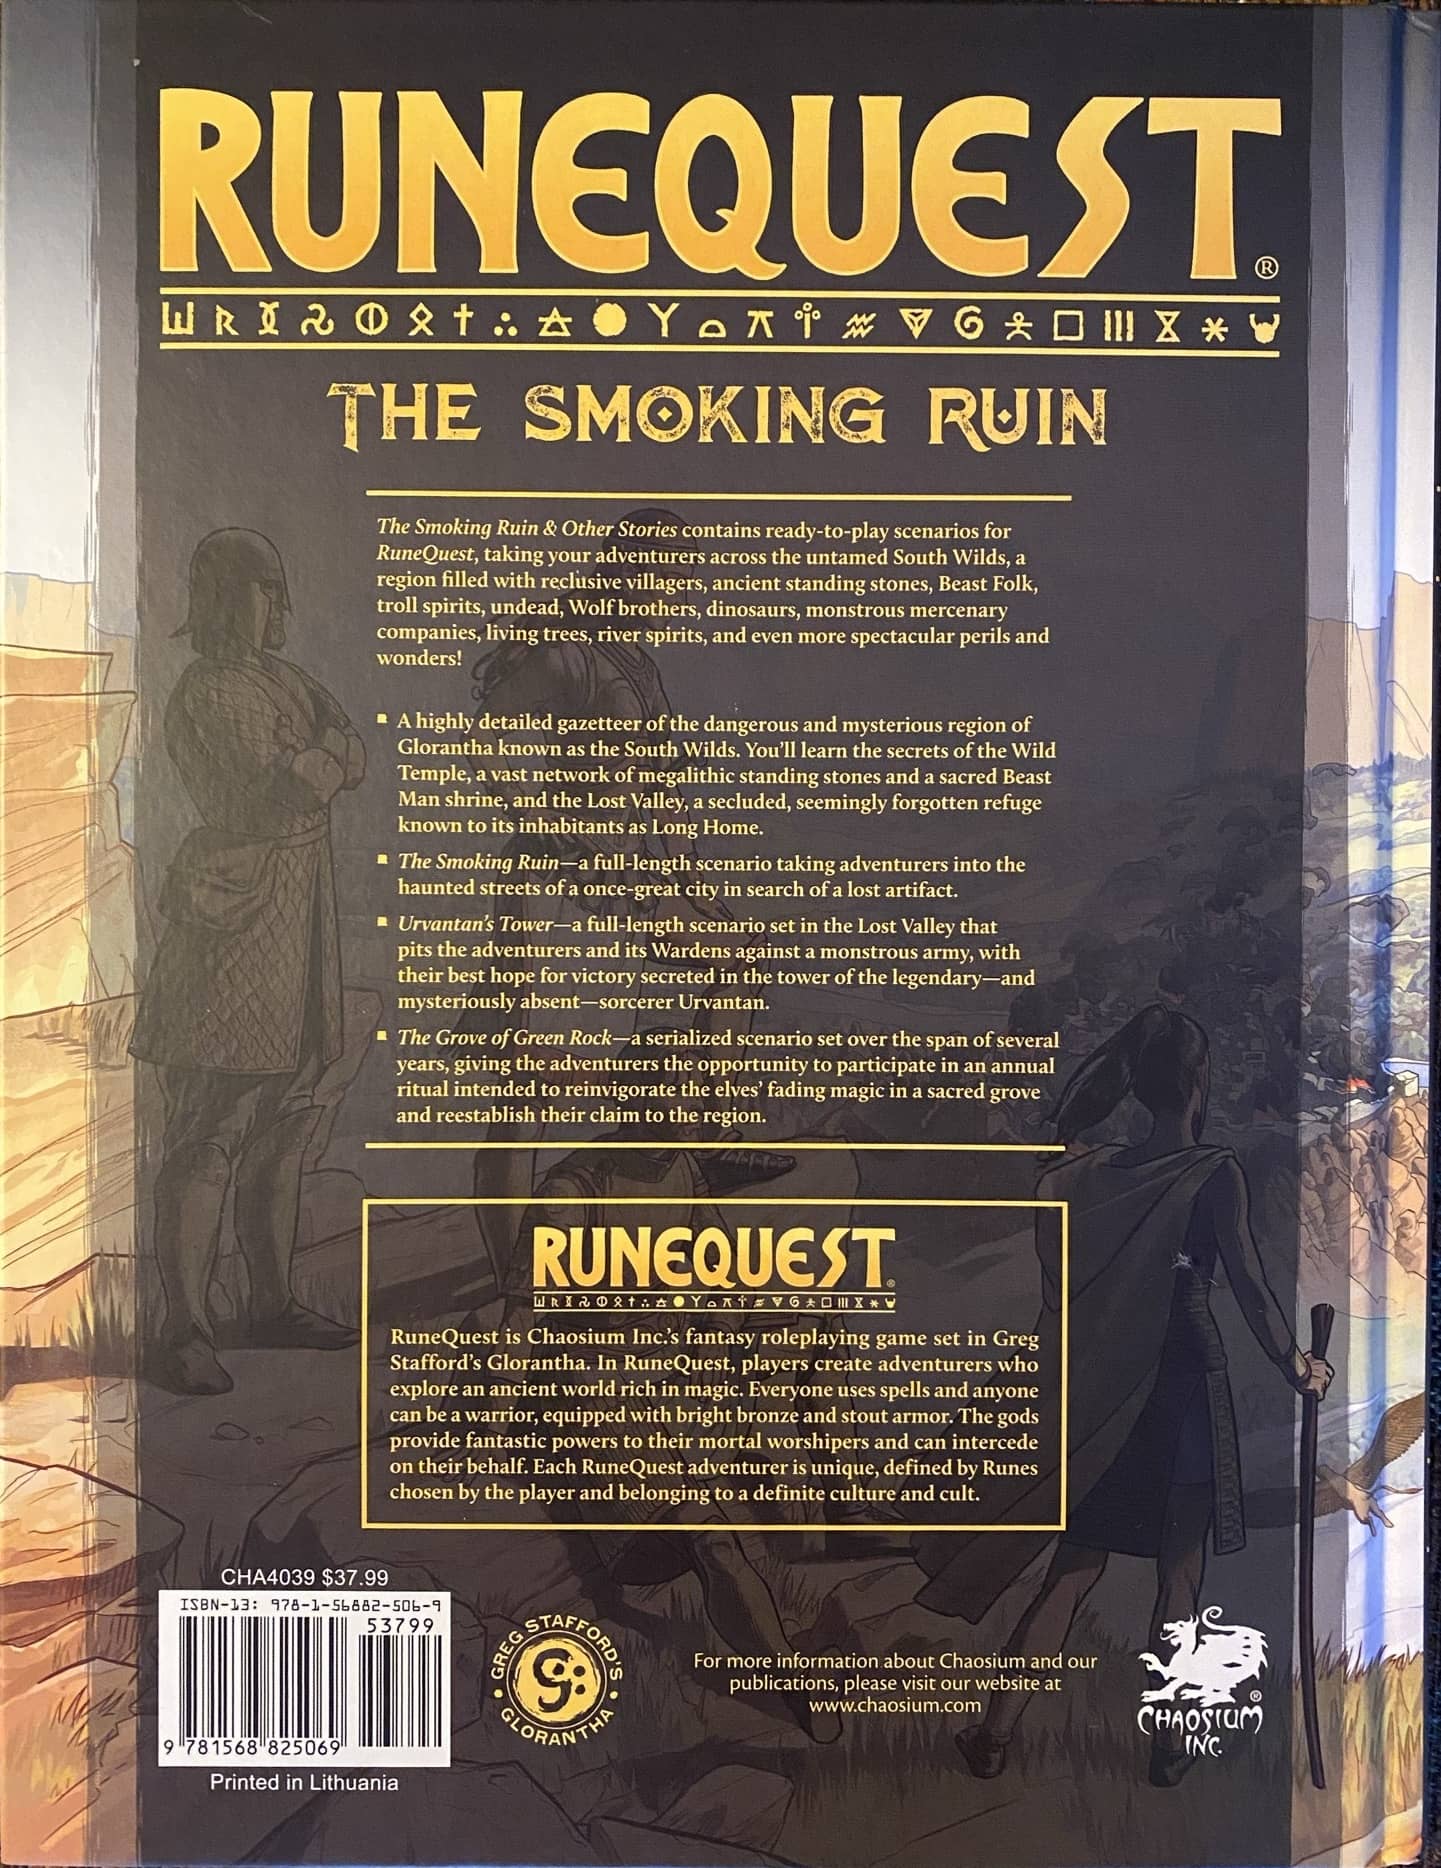 RUNEQUEST®
THE SMOKING RUIN
The Smoking Ruin & Other Stories contains ready-to-play scenarios for
RuneQuest, taking your adventurers across the untamed South Wilds, a
region filled with reclusive villagers, ancient standing stones, Beast Folk,
troll spirits, undead, Wolf brothers, dinosaurs, monstrous mercenary
companies, living trees, river spirits, and even more spectacular perils and
wonders!
A highly detailed gazetteer of the dangerous and mysterious region of
Glorantha known as the South Wilds. You'll learn the secrets of the Wild
Temple, a vast network of megalithic standing stones and a sacred Beast
Man shrine, and the Lost Valley, a secluded, seemingly forgotten refuge
known to its inhabitants as Long Home.
The Smoking Ruin—a full-length scenario taking adventurers into the
haunted streets of a once-great city in search of a lost artifact.
Urvantan's Tower—a full-length scenario set in the Lost Valley that
pits the adventurers and its Wardens against a monstrous army, with
their best hope for victory secreted in the tower of the legendary—and
mysteriously absent—sorcerer Urvantan.
The Grove of Green Rock—a serialized scenario set over the span of several
years, giving the adventurers the opportunity to participate in an annual
ritual intended to reinvigorate the elves' fading magic in a sacred grove
and reestablish their claim to the region.
RUNEQUEST®
RuneQuest is Chaosium Inc.'s fantasy roleplaying game set in Greg
Stafford's Glorantha. In RuneQuest, players create adventurers who
explore an ancient world rich in magic. Everyone uses spells and anyone
can be a warrior, equipped with bright bronze and stout armor. The gods
provide fantastic powers to their mortal worshipers and can intercede
on their behalf. Each RuneQuest adventurer is unique, defined by Runes
chosen by the player and belonging to a definite culture and cult.
CHA4039 $37.99
ISBN-13: 978-1-56882-506-9
53799
9 781568 825069
Printed in Lithuania
GREG STAFFORD'S
GLORANTHA
For more information about Chaosium and our
publications, please visit our website at
www.chaosium.com
CHAOSIUM®
INC.